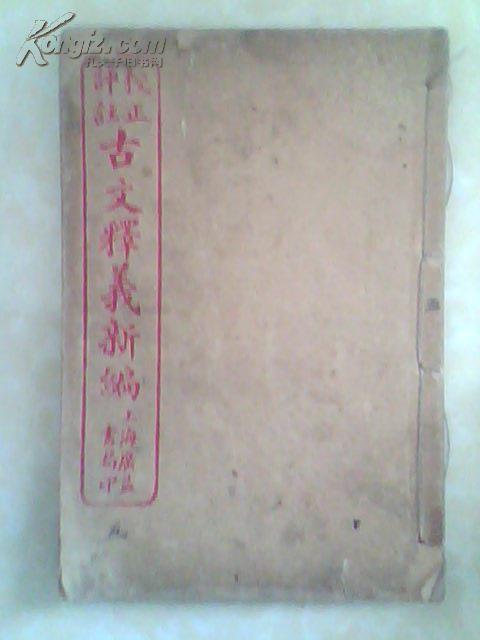 Kongfz.com
孔夫子旧书网
校正
評註
古文釋義新編
上海廣益
書局印